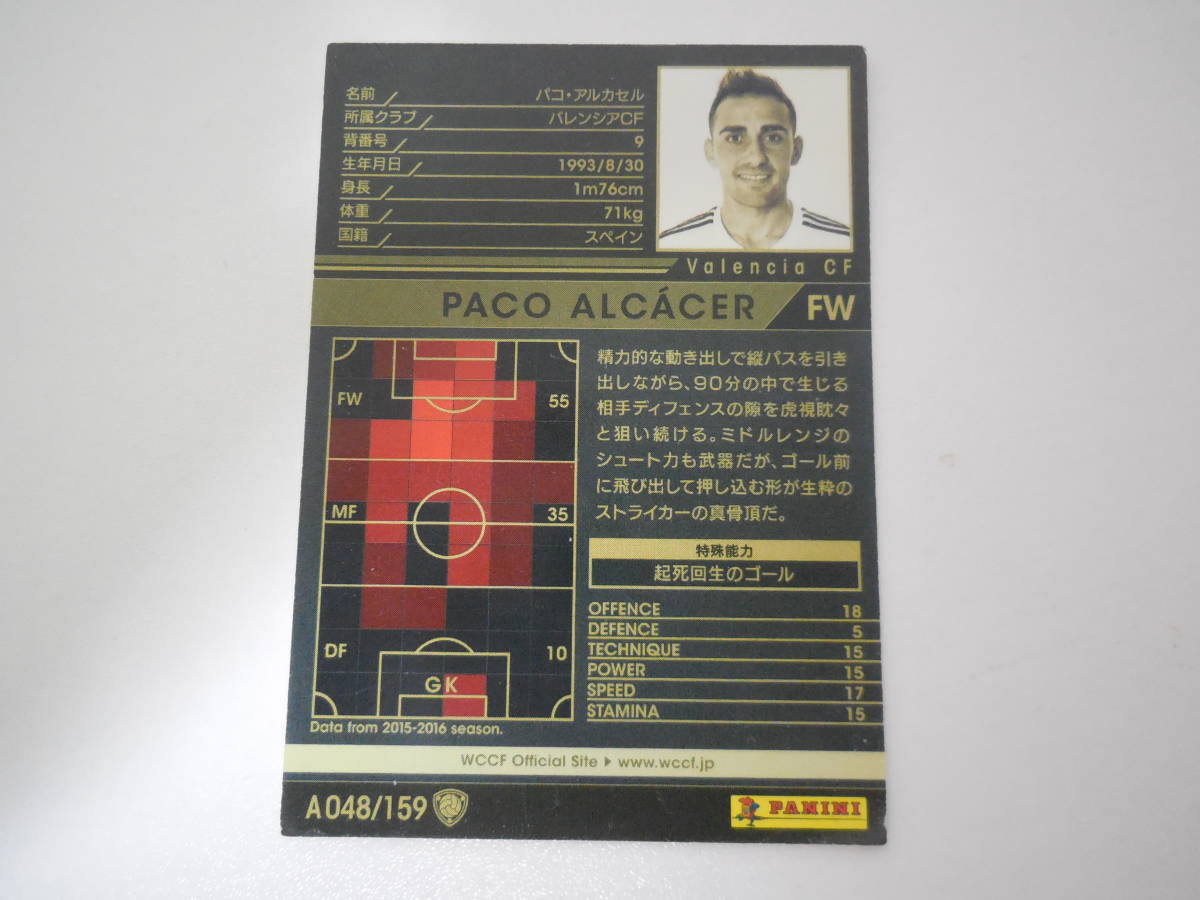 名前 パコ・アルカセル
所属クラブ バレンシアCF
背番号 9
生年月日 1993/8/30
身長 1m76cm
体重 71kg
国籍 スペイン
Valencia CF
PACO ALCÁCER FW
FW 55
MF 35
DF 10
GK
Data from 2015-2016 season.
精力的な動き出しで縦パスを引き
出しながら、90分の中で生じる
相手ディフェンスの隙を虎視眈々
と狙い続ける。ミドルレンジの
シュート力も武器だが、ゴール前
に飛び出して押し込む形が生粋の
ストライカーの真骨頂だ。
特殊能力
起死回生のゴール
OFFENCE 18
DEFENCE 5
TECHNIQUE 15
POWER 15
SPEED 17
STAMINA 15
WCCF Official Site ▶ www.wccf.jp
A048/159
PANINI